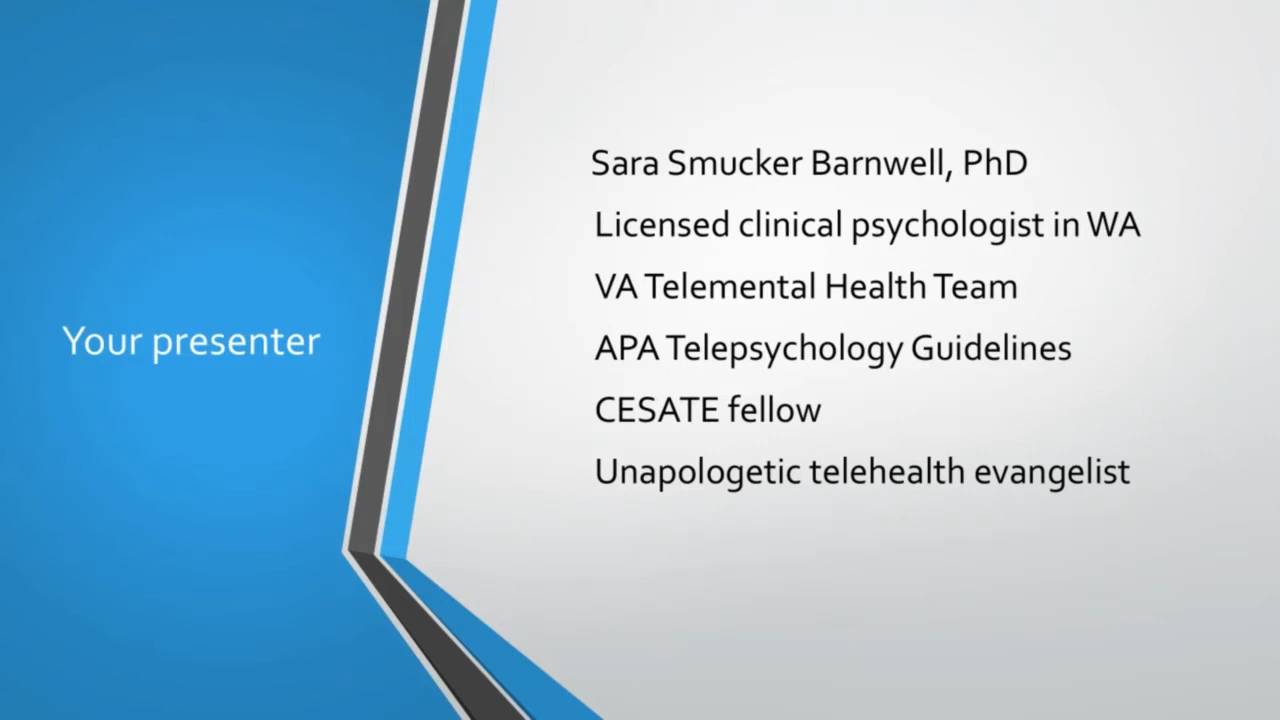 Your presenter
Sara Smucker Barnwell, PhD
Licensed clinical psychologist in WA
VA Telemental Health Team
APA Telepsychology Guidelines
CESATE fellow
Unapologetic telehealth evangelist